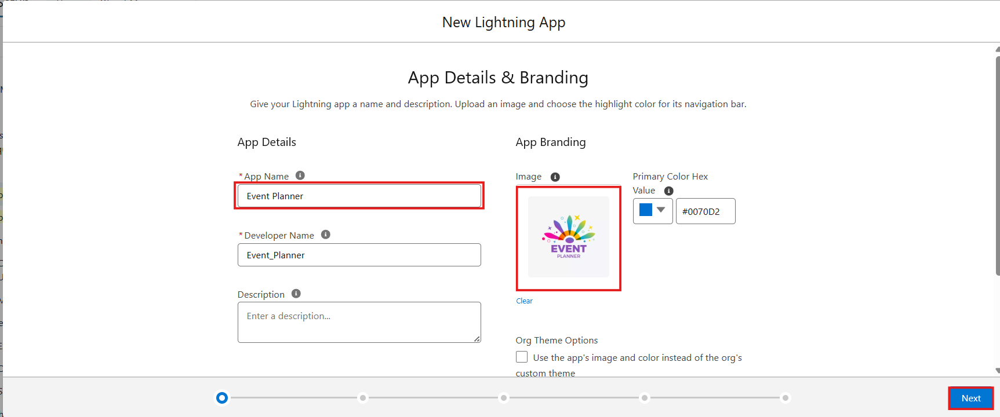 New Lightning App
App Details & Branding
Give your Lightning app a name and description. Upload an image and choose the highlight color for its navigation bar.
App Details
*App Name
Event Planner
*Developer Name
Event_Planner
Description
Enter a description...
App Branding
Image
EVENT
PLANNER
Clear
Primary Color Hex
Value
#0070D2
Org Theme Options
Use the app's image and color instead of the org's
custom theme
Next